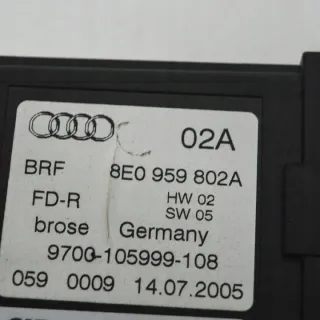 02A
BRF 8E0 959 802A
FD-R HW 02
SW 05
brose Germany
9700-105999-108
059 0009 14.07.2005